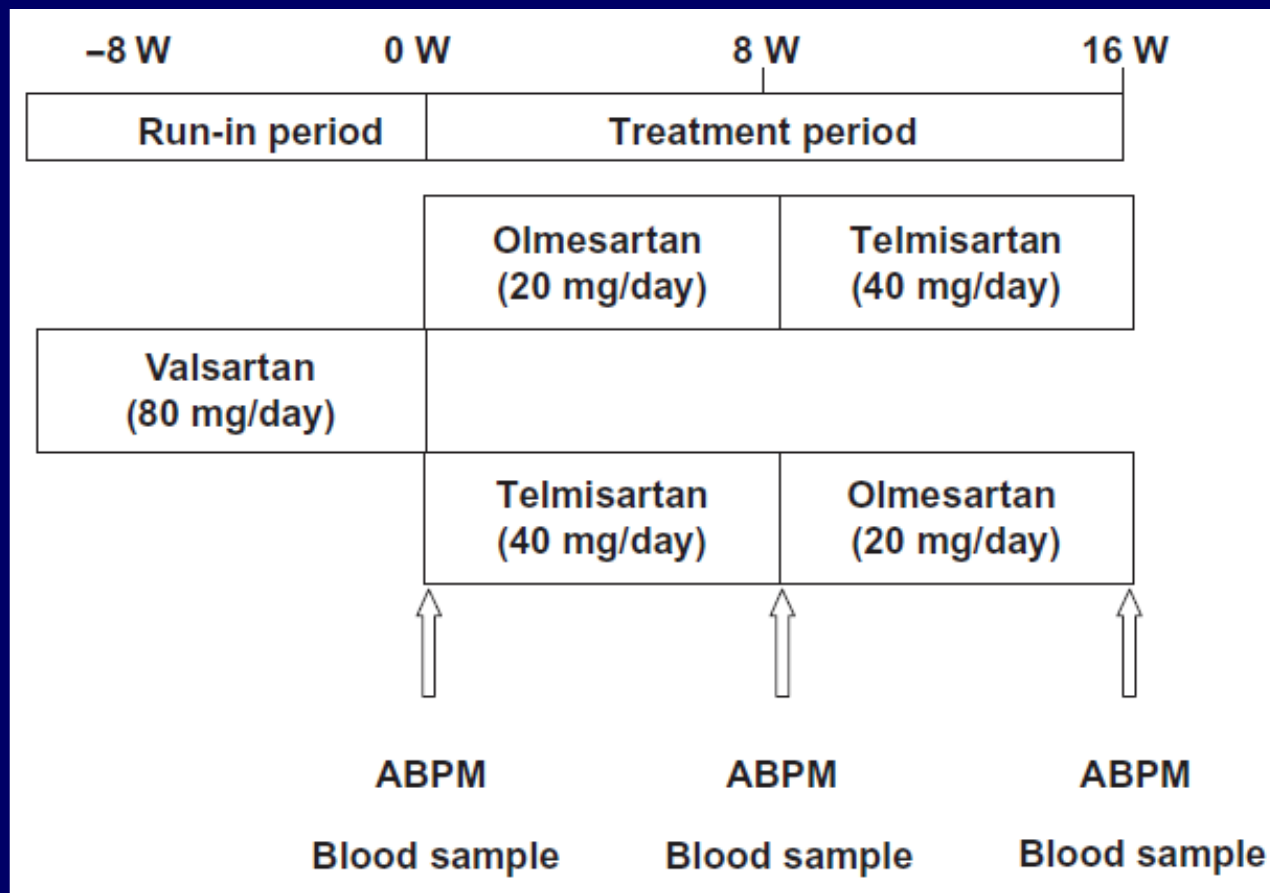 –8 W 0 W 8 W 16 W
Run-in period Treatment period
Olmesartan Telmisartan
(20 mg/day) (40 mg/day)
Valsartan
(80 mg/day)
Telmisartan Olmesartan
(40 mg/day) (20 mg/day)
ABPM ABPM ABPM
Blood sample Blood sample Blood sample